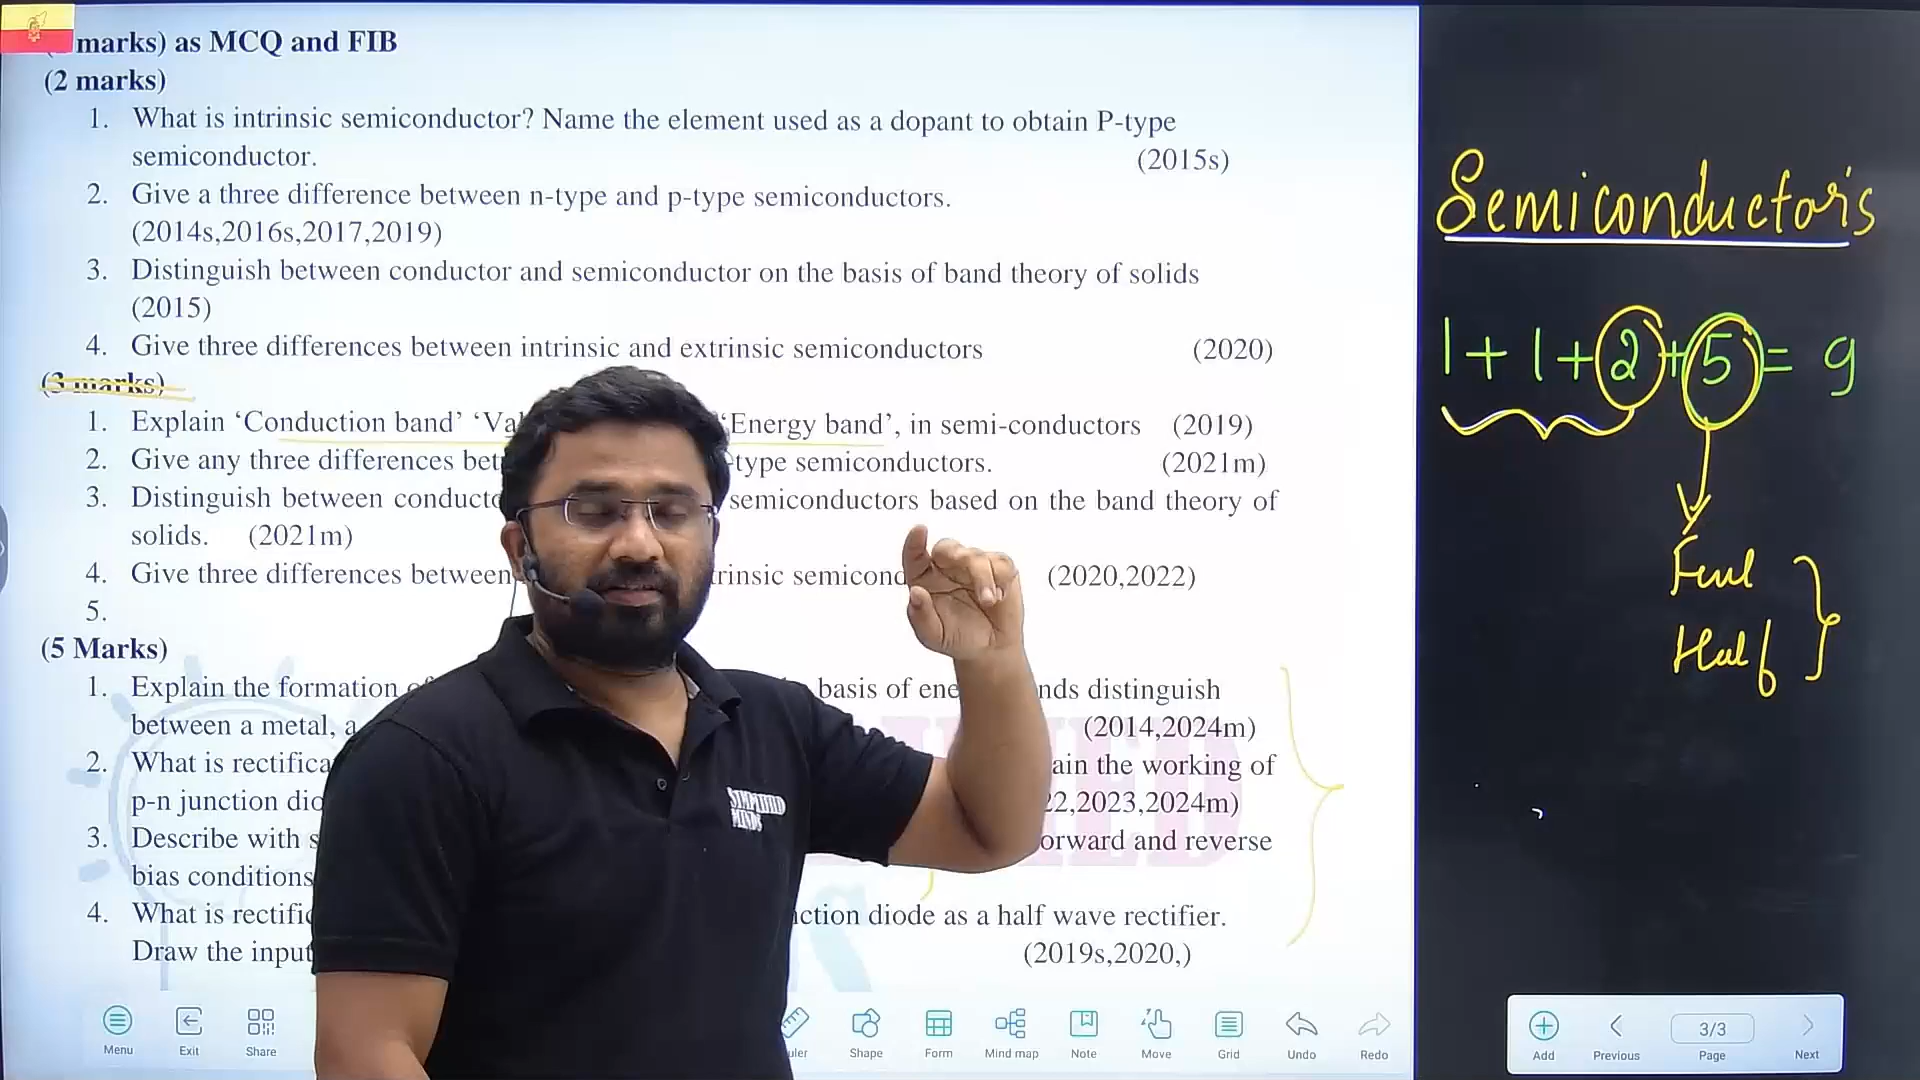 marks) as MCQ and FIB
(2 marks)
1. What is intrinsic semiconductor? Name the element used as a dopant to obtain P-type
semiconductor. (2015s)
2. Give a three difference between n-type and p-type semiconductors.
(2014s,2016s,2017,2019)
3. Distinguish between conductor and semiconductor on the basis of band theory of solids
(2015)
4. Give three differences between intrinsic and extrinsic semiconductors (2020)
(3 marks)
1. Explain ‘Conduction band’ ‘Va ‘Energy band’, in semi-conductors (2019)
2. Give any three differences bet -type semiconductors. (2021m)
3. Distinguish between conducto semiconductors based on the band theory of
solids. (2021m)
4. Give three differences between trinsic semicond (2020,2022)
5.
(5 Marks)
1. Explain the formation basis of ene nds distinguish
between a metal, a (2014,2024m)
2. What is rectifica ain the working of
p-n junction dio 22,2023,2024m)
3. Describe with s orward and reverse
bias conditions
4. What is rectific nction diode as a half wave rectifier.
Draw the input (2019s,2020,)
SIMPLIFIED
MINDS
Menu Exit Share uler Shape Form Mind map Note Move Grid Undo Redo
Semiconductor's
1+1+2+5=9
Full
Half
3/3
Add Previous Page Next